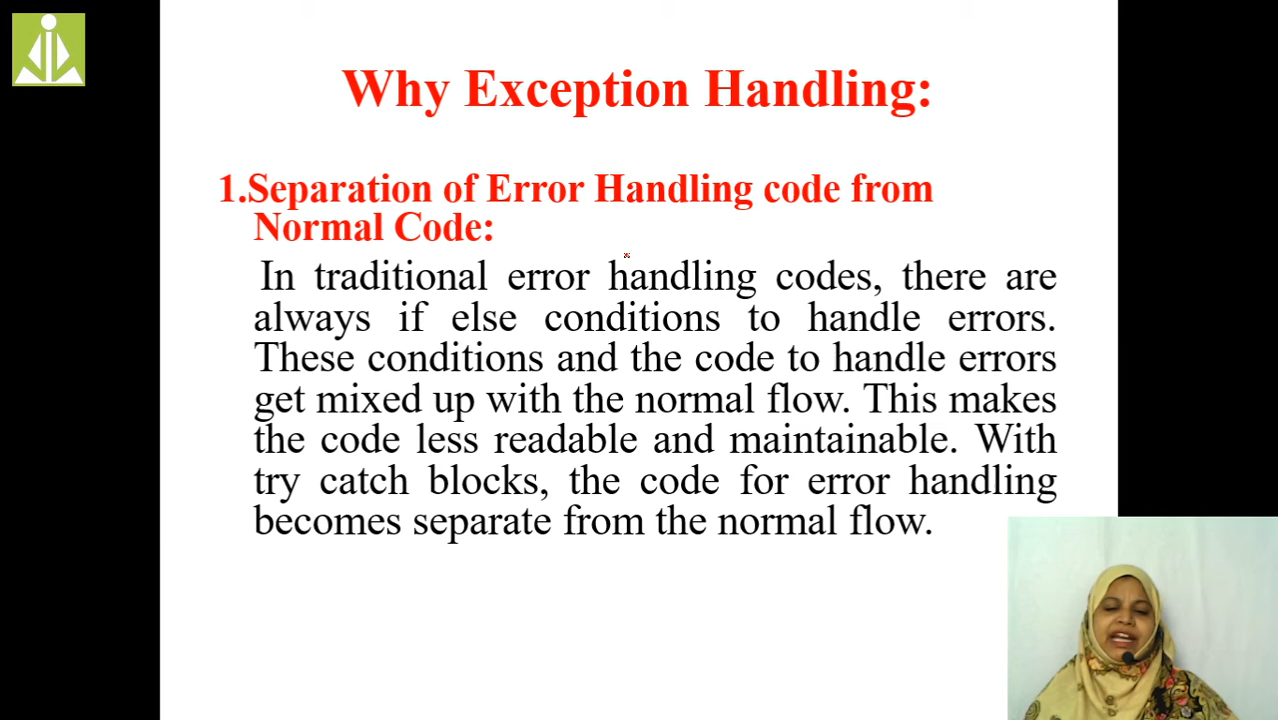 Why Exception Handling:
1.Separation of Error Handling code from
Normal Code:
In traditional error handling codes, there are
always if else conditions to handle errors.
These conditions and the code to handle errors
get mixed up with the normal flow. This makes
the code less readable and maintainable. With
try catch blocks, the code for error handling
becomes separate from the normal flow.